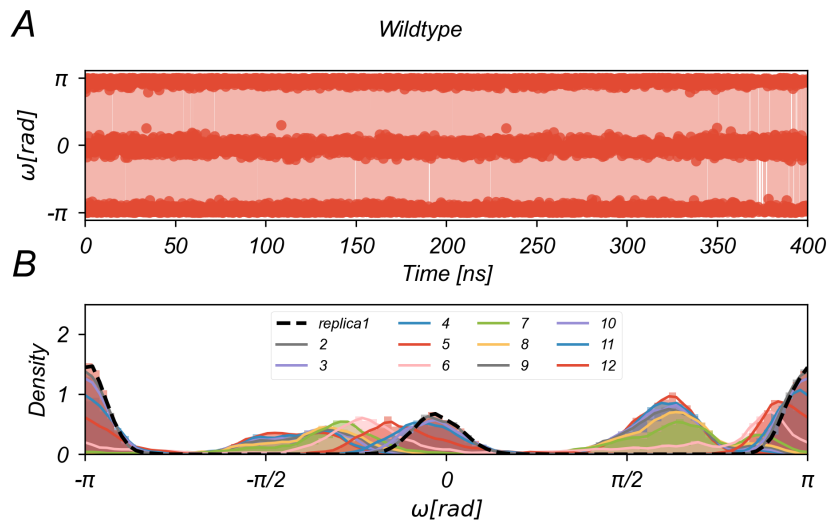 A
Wildtype
π
0
-π
ω[rad]
0 50 100 150 200 250 300 350 400
Time [ns]
B
2
1
0
Density
replica1 4 7 10
2 5 8 11
3 6 9 12
-π -π/2 0 π/2 π
ω[rad]